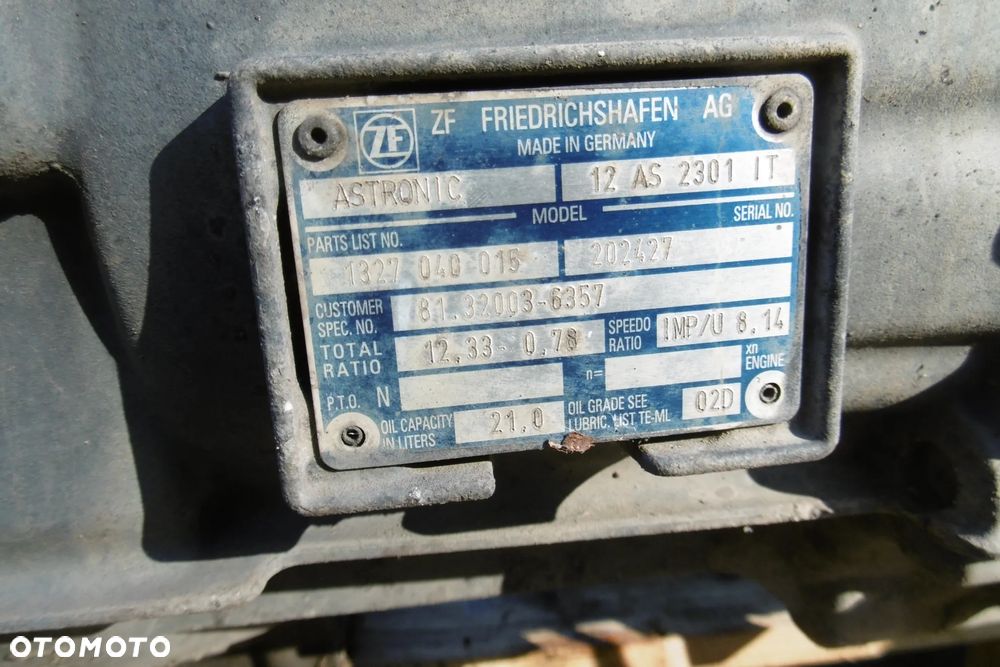 ZF ZF FRIEDRICHSHAFEN AG
MADE IN GERMANY
ASTRONIC 12 AS 2301 IT
MODEL SERIAL NO.
PARTS LIST NO.
1327 040 015 202427
CUSTOMER SPEC. NO. 81.32003-6357
TOTAL RATIO 12.33-0.78 SPEEDO RATIO IMP/U 8,14
P.T.O. N n= xn ENGINE
OIL CAPACITY IN LITERS 21.0 OIL GRADE SEE LUBRIC. LIST TE-ML 02D
OTOMOTO